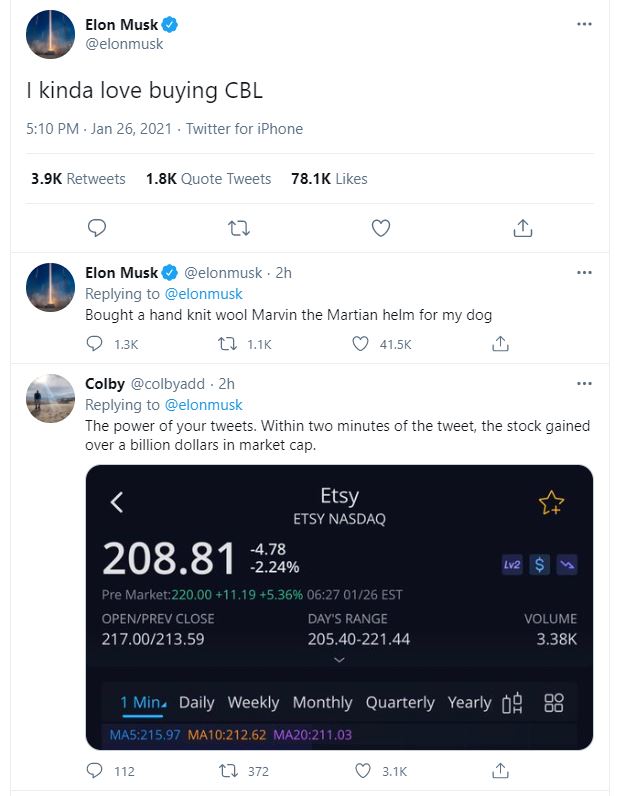 Elon Musk
@elonmusk
I kinda love buying CBL
5:10 PM · Jan 26, 2021 · Twitter for iPhone
3.9K Retweets 1.8K Quote Tweets 78.1K Likes
Elon Musk @elonmusk · 2h
Replying to @elonmusk
Bought a hand knit wool Marvin the Martian helm for my dog
1.3K 1.1K 41.5K
Colby @colbyadd · 2h
Replying to @elonmusk
The power of your tweets. Within two minutes of the tweet, the stock gained
over a billion dollars in market cap.
Etsy
ETSY NASDAQ
208.81 -4.78
-2.24%
Lv2 $
Pre Market:220.00 +11.19 +5.36% 06:27 01/26 EST
OPEN/PREV CLOSE DAY'S RANGE VOLUME
217.00/213.59 205.40-221.44 3.38K
1 Min Daily Weekly Monthly Quarterly Yearly
MA5:215.97 MA10:212.62 MA20:211.03
112 372 3.1K